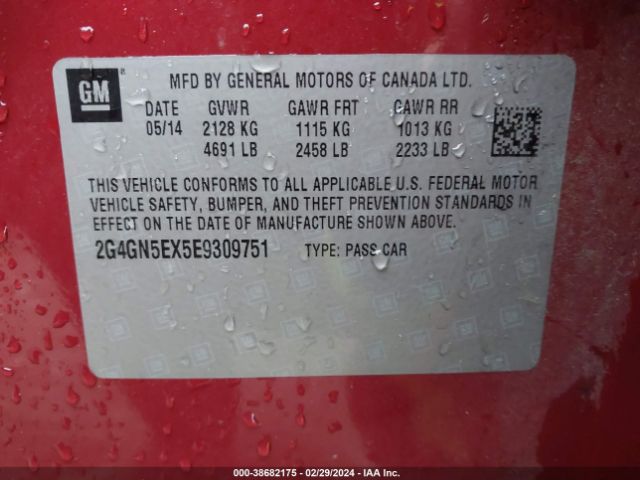 GM
MFD BY GENERAL MOTORS OF CANADA LTD.
DATE GVWR GAWR FRT GAWR RR
05/14 2128 KG 1115 KG 1013 KG
4691 LB 2458 LB 2233 LB
THIS VEHICLE CONFORMS TO ALL APPLICABLE U.S. FEDERAL MOTOR
VEHICLE SAFETY, BUMPER, AND THEFT PREVENTION STANDARDS IN
EFFECT ON THE DATE OF MANUFACTURE SHOWN ABOVE.
2G4GN5EX5E9309751 TYPE: PASS CAR
000-38682175 - 02/29/2024 - IAA Inc.